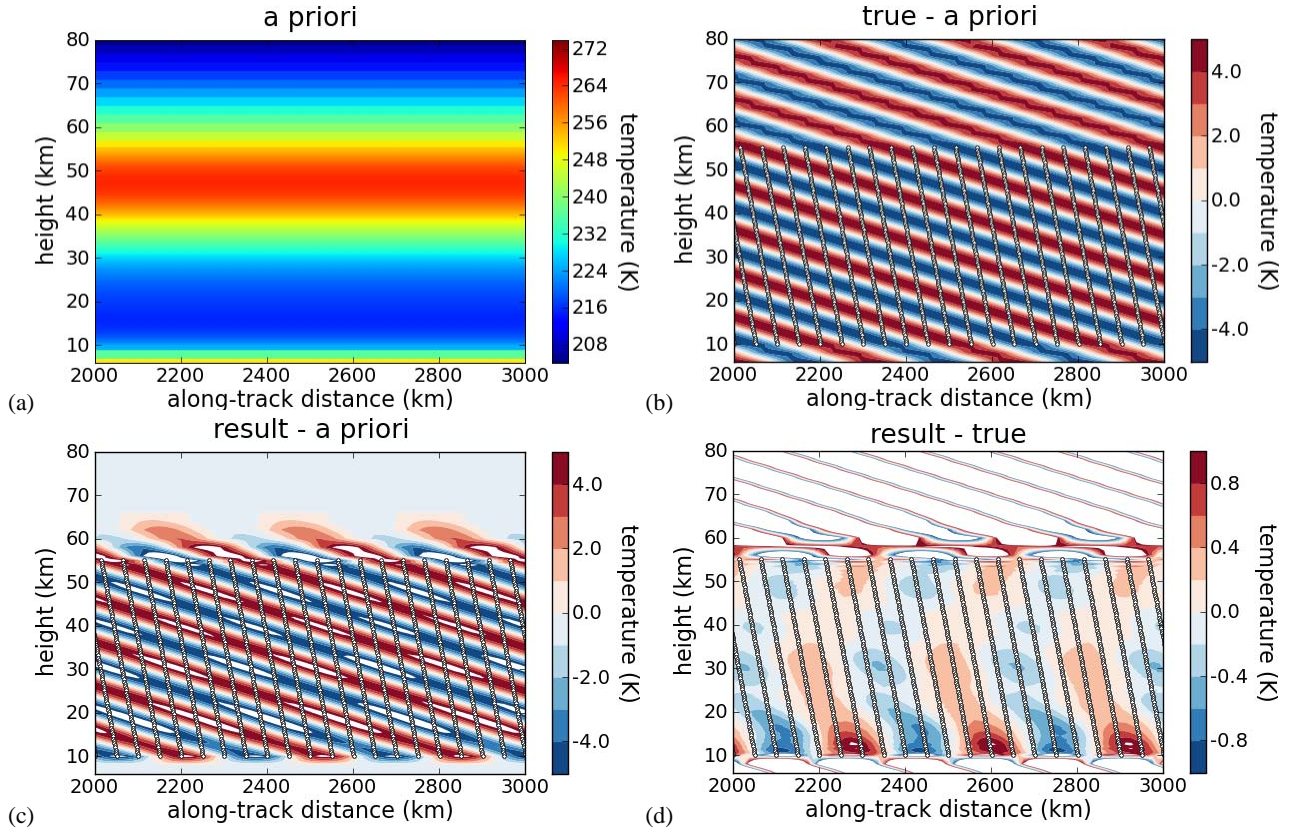 a priori
80
70
60
50
40
30
20
10
height (km)
2000 2200 2400 2600 2800 3000
along-track distance (km)
272
264
256
248
240
232
224
216
208
temperature (K)
(a)
true - a priori
80
70
60
50
40
30
20
10
height (km)
2000 2200 2400 2600 2800 3000
along-track distance (km)
4.0
2.0
0.0
-2.0
-4.0
temperature (K)
(b)
result - a priori
80
70
60
50
40
30
20
10
height (km)
2000 2200 2400 2600 2800 3000
along-track distance (km)
4.0
2.0
0.0
-2.0
-4.0
temperature (K)
(c)
result - true
80
70
60
50
40
30
20
10
height (km)
2000 2200 2400 2600 2800 3000
along-track distance (km)
0.8
0.4
0.0
-0.4
-0.8
temperature (K)
(d)